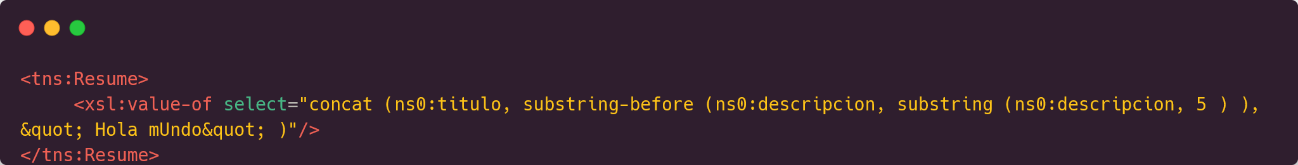 <tns:Resume>
<xsl:value-of select="concat (ns0:titulo, substring-before (ns0:descripcion, substring (ns0:descripcion, 5 ) ),
&quot; Hola mUndo&quot; )"/>
</tns:Resume>